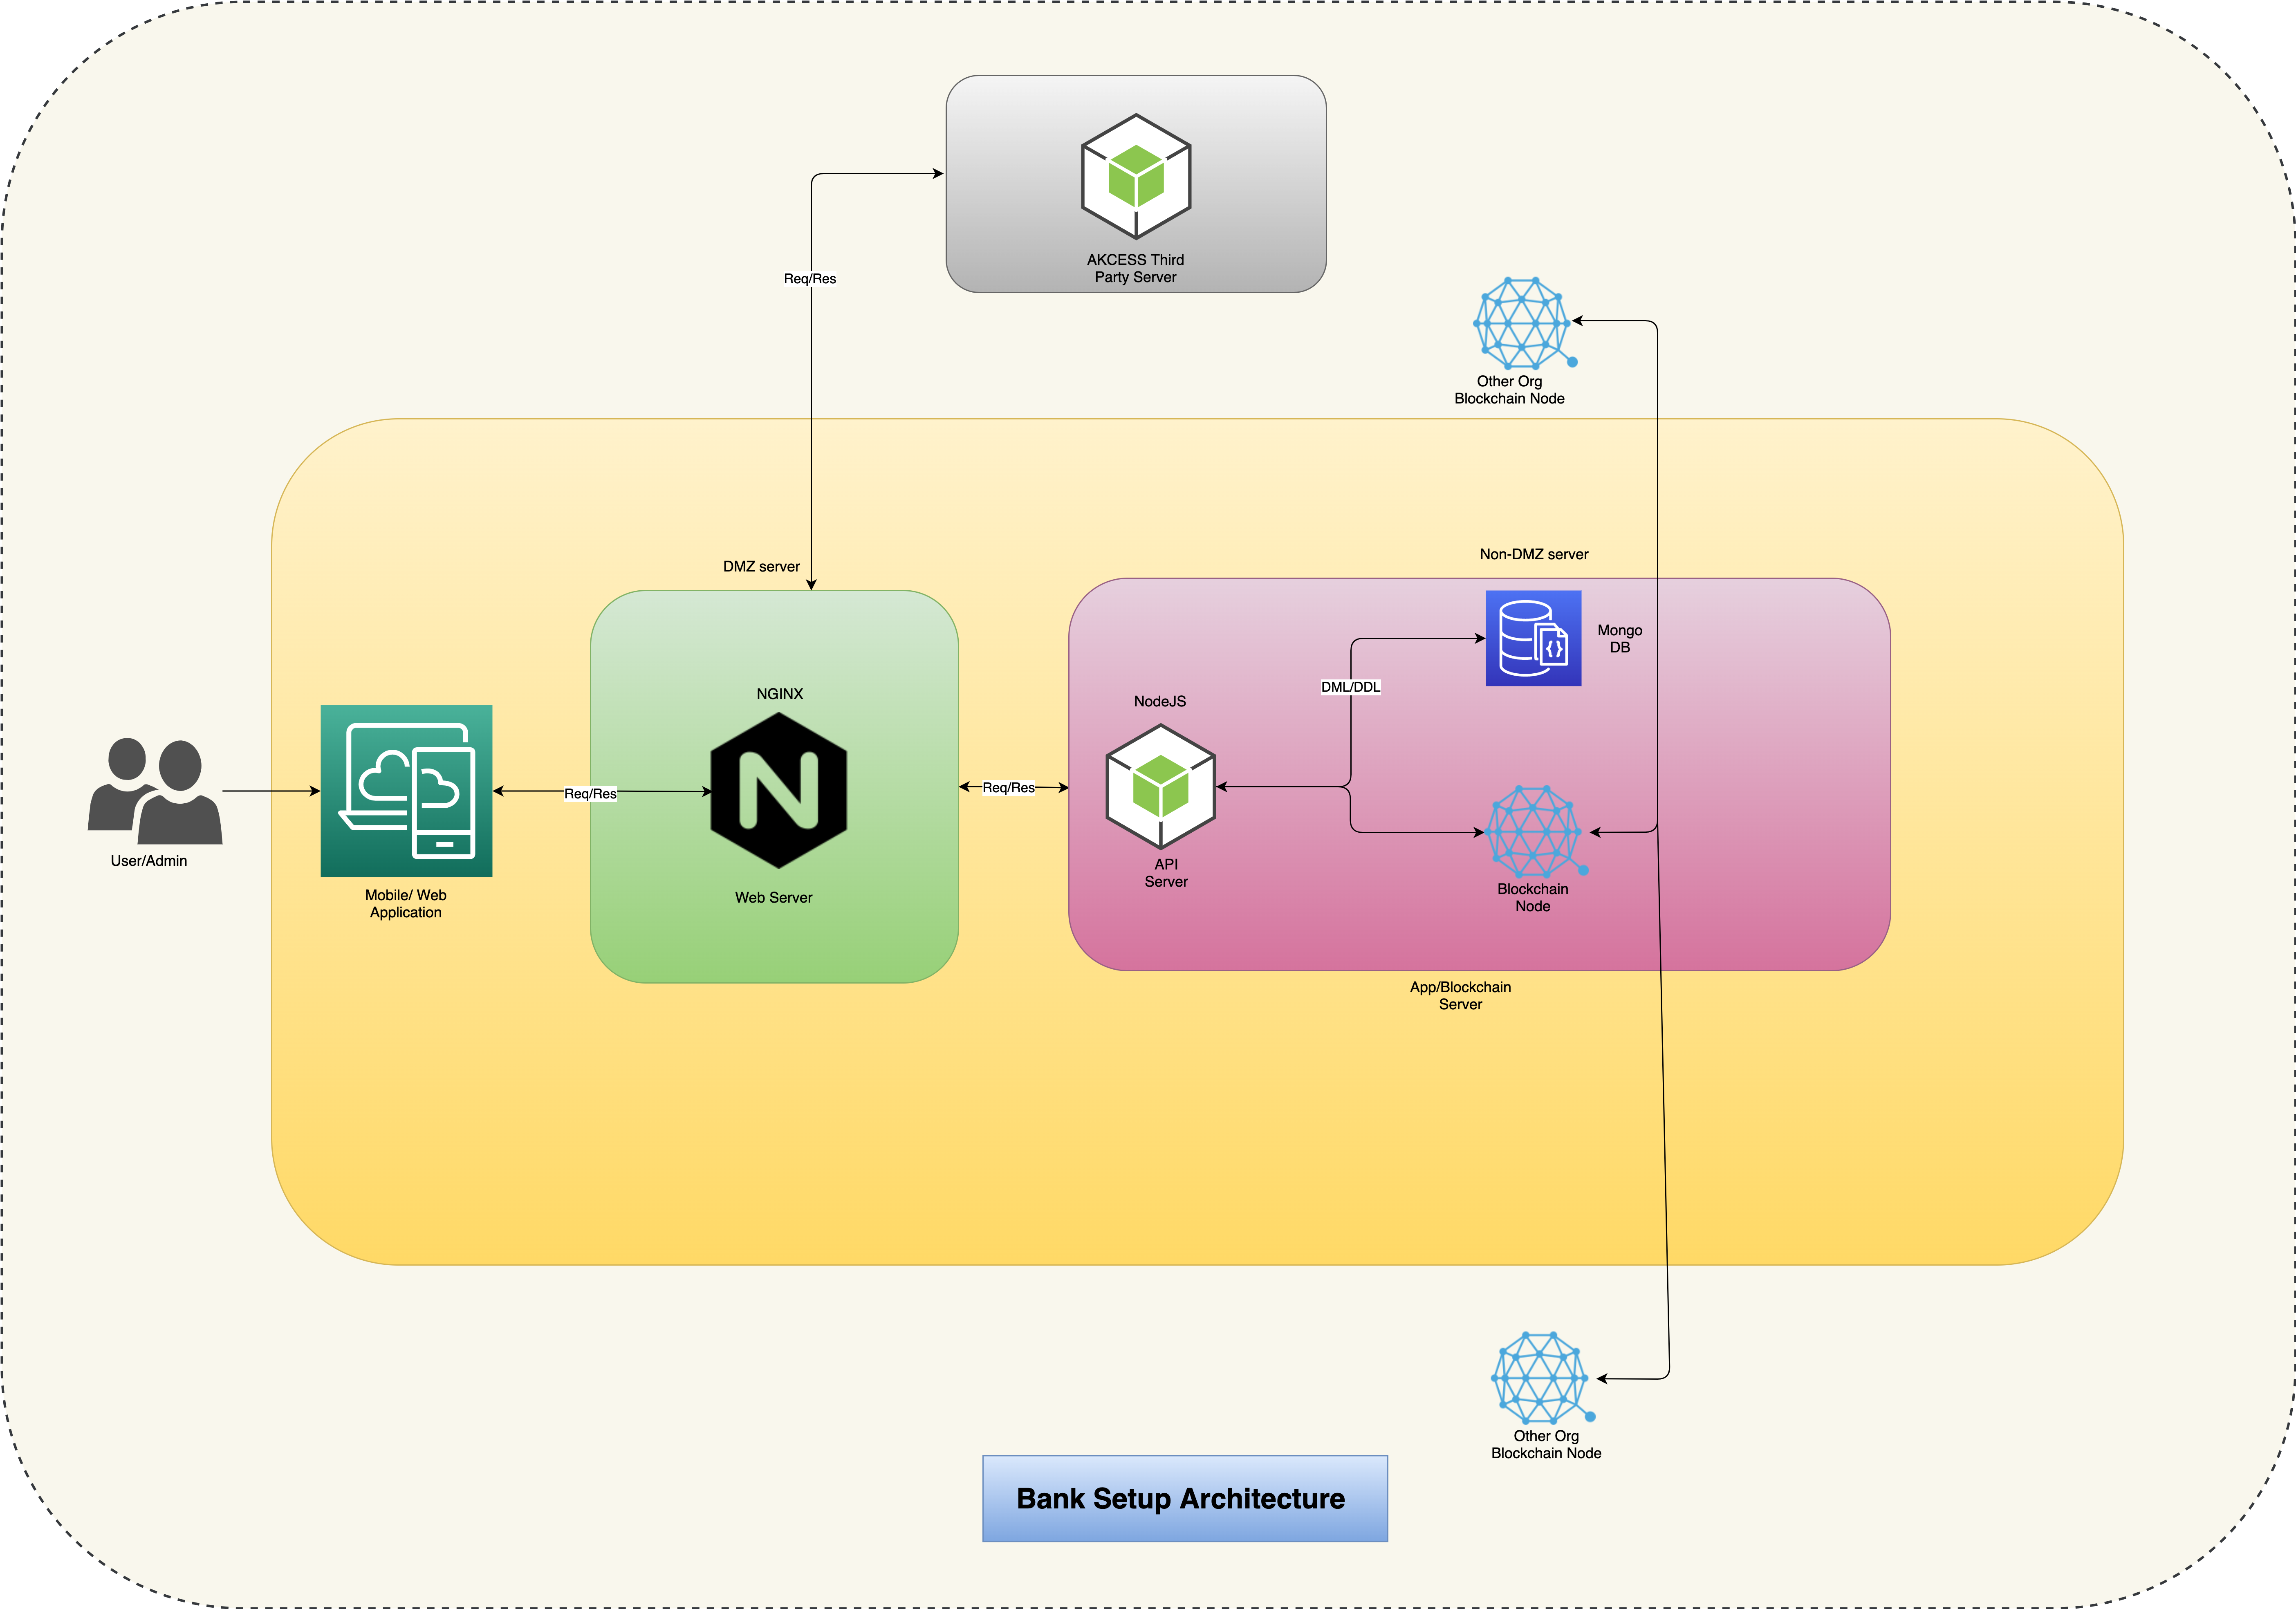 AKCESS Third
Party Server
Req/Res
Other Org
Blockchain Node
DMZ server
Non-DMZ server
Mongo
DB
DML/DDL
NGINX
NodeJS
Req/Res
Req/Res
User/Admin
Mobile/ Web
Application
Web Server
API
Server
Blockchain
Node
App/Blockchain
Server
Other Org
Blockchain Node
Bank Setup Architecture